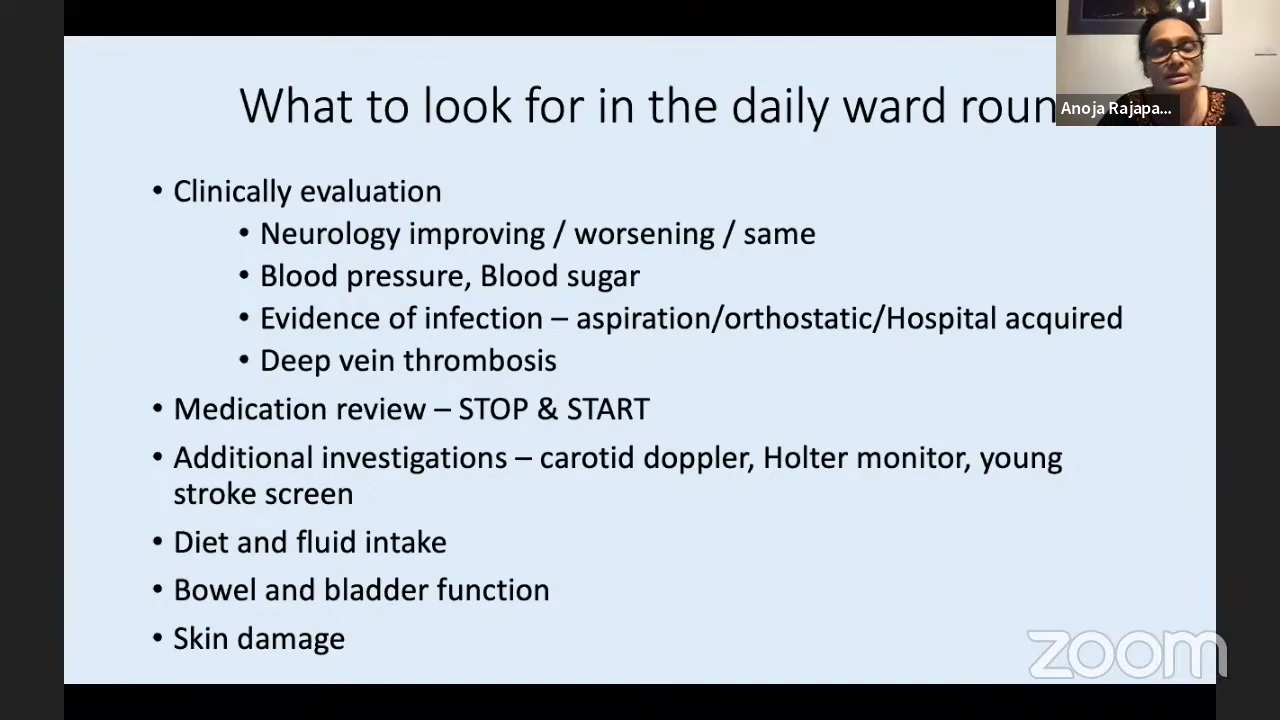 What to look for in the daily ward roun
Anoja Rajapa...
• Clinically evaluation
• Neurology improving / worsening / same
• Blood pressure, Blood sugar
• Evidence of infection – aspiration/orthostatic/Hospital acquired
• Deep vein thrombosis
• Medication review – STOP & START
• Additional investigations – carotid doppler, Holter monitor, young
stroke screen
• Diet and fluid intake
• Bowel and bladder function
• Skin damage
zoom